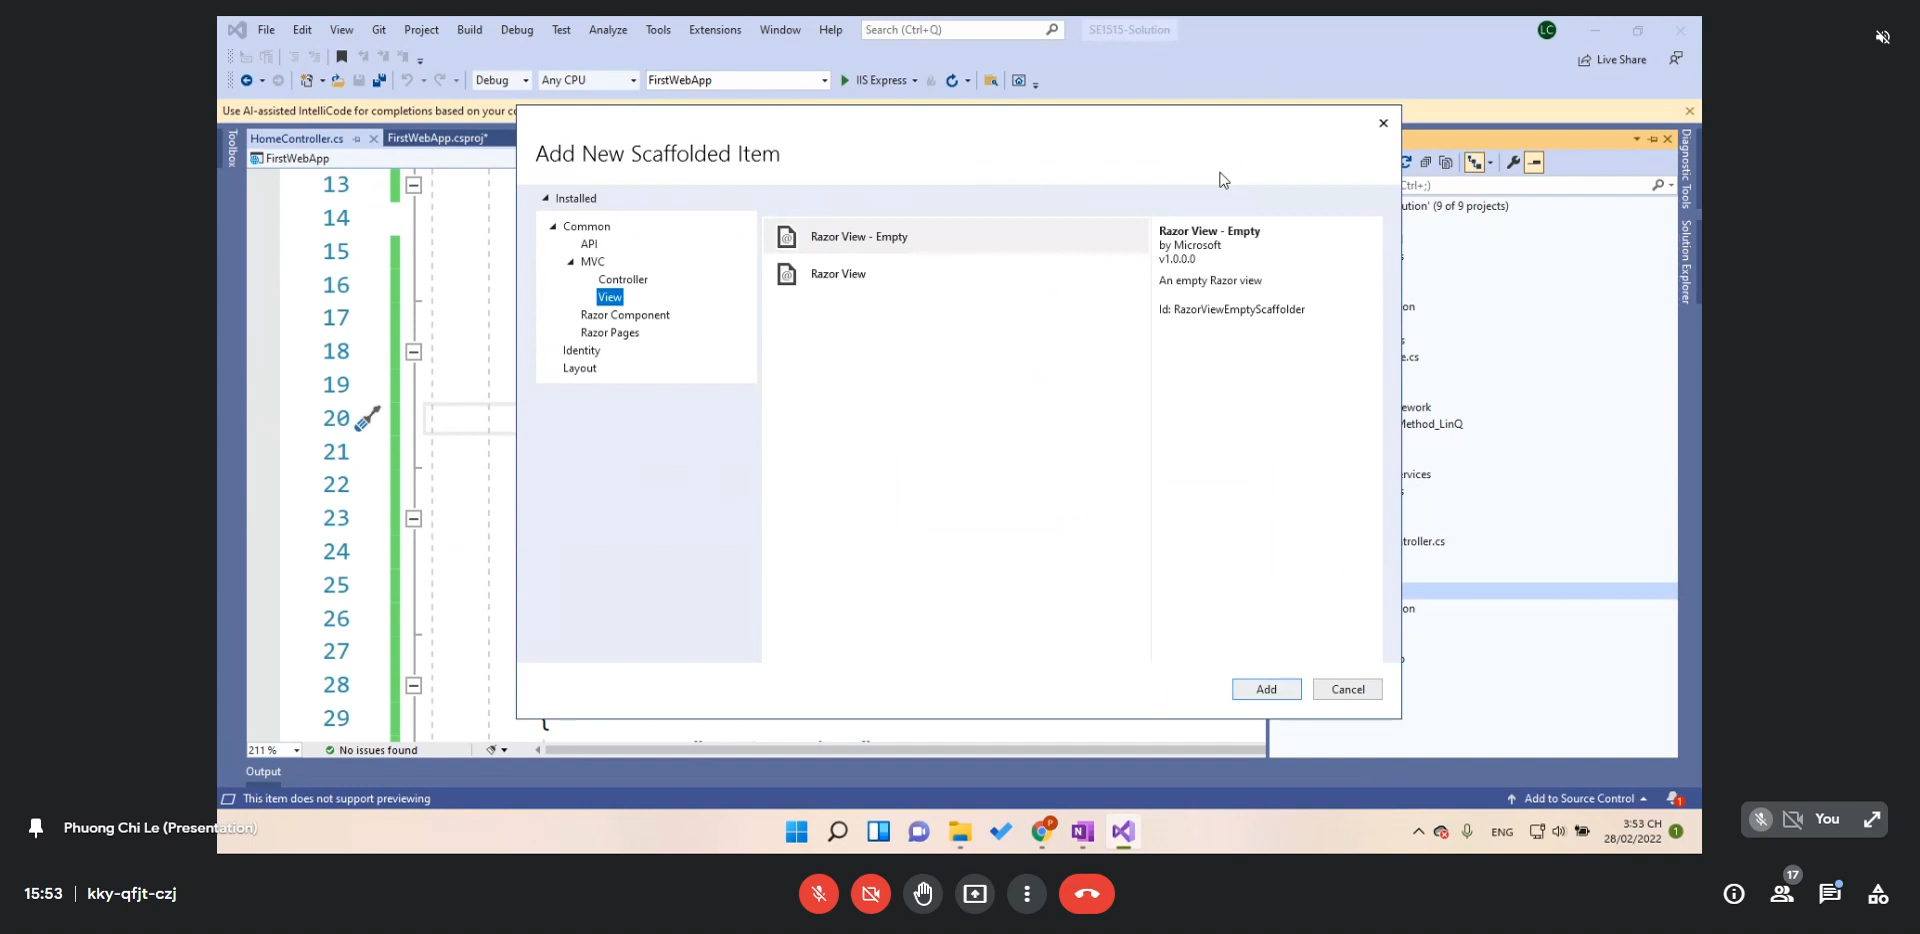 File Edit View Git Project Build Debug Test Analyze Tools Extensions Window Help Search (Ctrl+Q) SE1515-Solution LC
Live Share
Debug Any CPU FirstWebApp IIS Express
Use AI-assisted IntelliCode for completions based on your co
Toolbox
HomeController.cs FirstWebApp.csproj*
FirstWebApp
13
14
15
16
17
18
19
20
21
22
23
24
25
26
27
28
29
{
211 % No issues found
Output
This item does not support previewing
Add to Source Control 1
Add New Scaffolded Item
Installed
Common
API
MVC
Controller
View
Razor Component
Razor Pages
Identity
Layout
Razor View - Empty
Razor View
Razor View - Empty
by Microsoft
v1.0.0.0
An empty Razor view
Id: RazorViewEmptyScaffolder
Add Cancel
Ctrl+;)
ution' (9 of 9 projects)
on
e.cs
ework
Method_LinQ
rvices
troller.cs
on
Diagnostic Tools
Solution Explorer
Phuong Chi Le (Presentation)
ENG
3:53 CH
28/02/2022
1
You
15:53 | kky-qfjt-czj
17